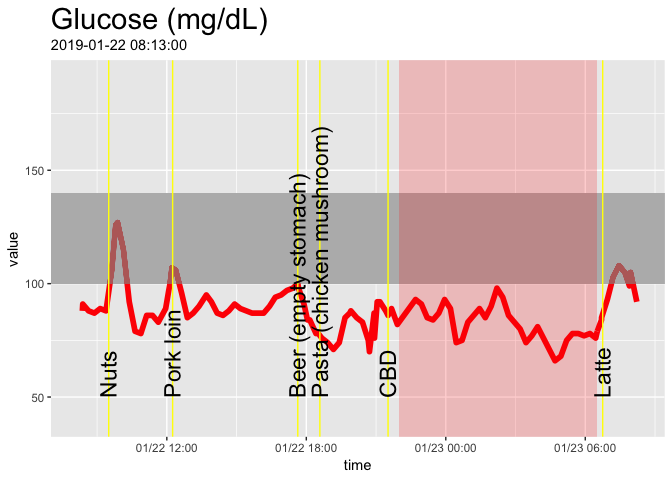 Glucose (mg/dL)
2019-01-22 08:13:00
value
150
100
50
Nuts
Pork loin
Beer (empty stomach)
Pasta (chicken mushroom)
CBD
Latte
01/22 12:00
01/22 18:00
01/23 00:00
01/23 06:00
time